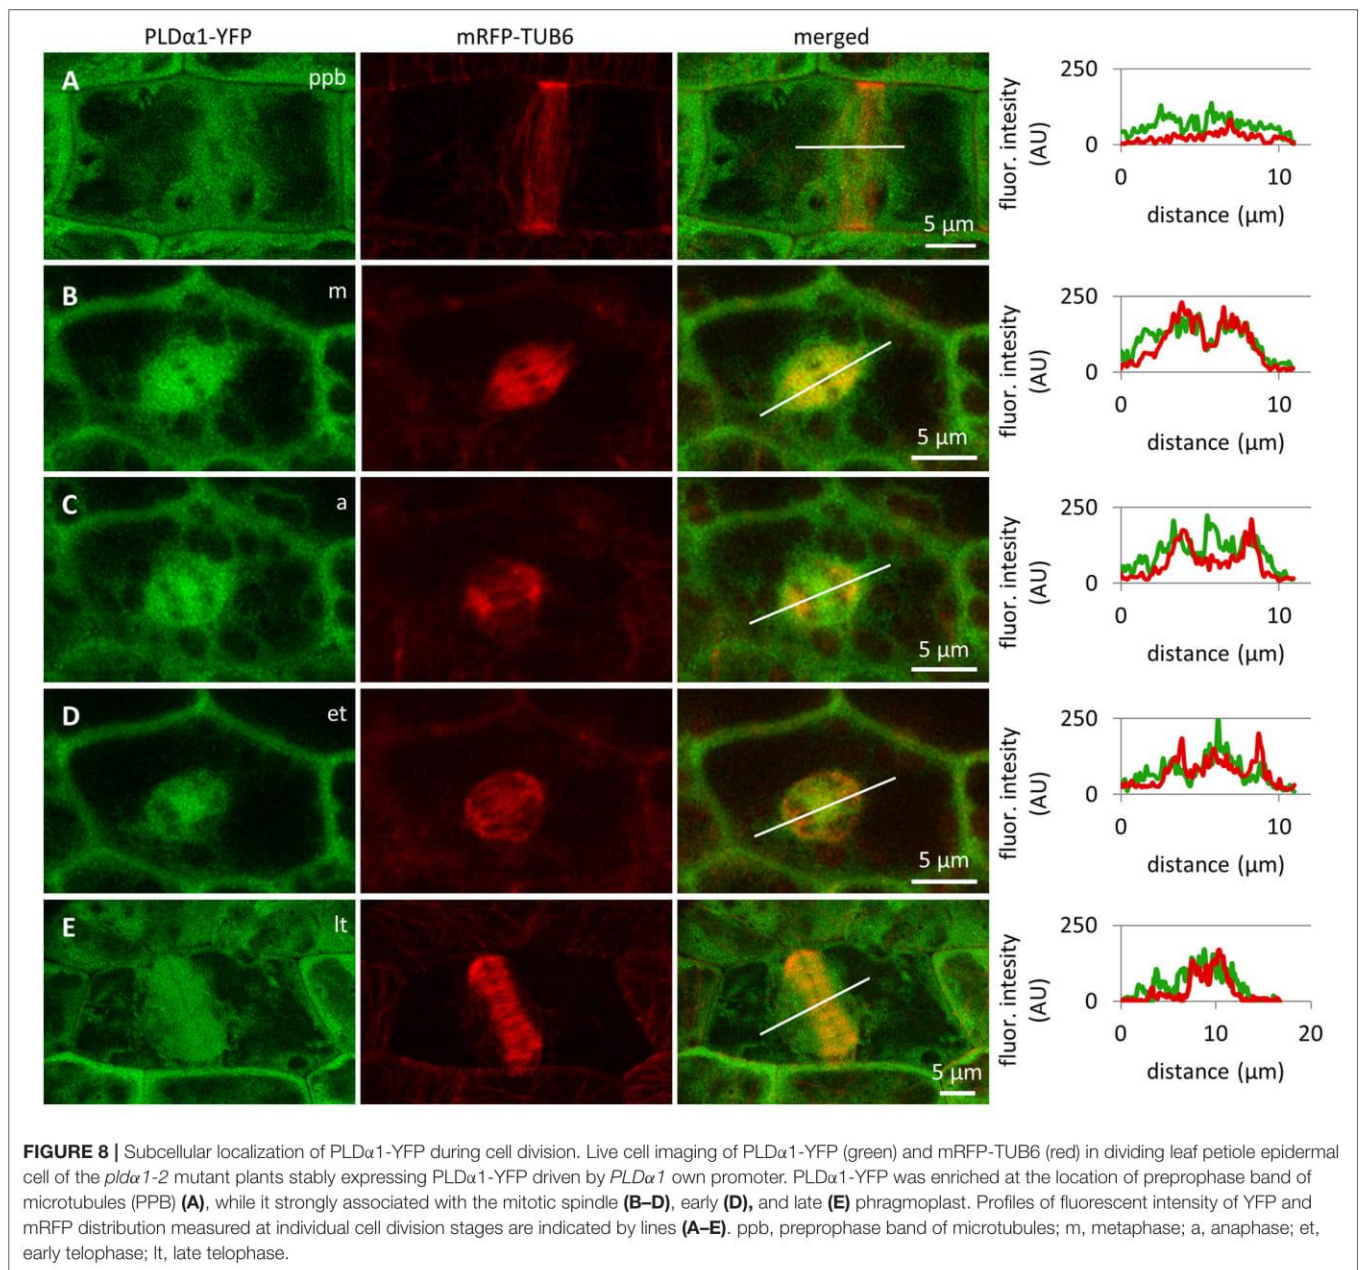 PLDα1-YFP mRFP-TUB6 merged
A ppb
5 µm
fluor. intesity
(AU)
250
0
0 10
distance (µm)
B m
5 µm
fluor. intesity
(AU)
250
0
0 10
distance (µm)
C a
5 µm
fluor. intesity
(AU)
250
0
0 10
distance (µm)
D et
5 µm
fluor. intesity
(AU)
250
0
0 10
distance (µm)
E lt
5 µm
fluor. intesity
(AU)
250
0
0 10 20
distance (µm)
FIGURE 8 | Subcellular localization of PLDα1-YFP during cell division. Live cell imaging of PLDα1-YFP (green) and mRFP-TUB6 (red) in dividing leaf petiole epidermal
cell of the pldα1-2 mutant plants stably expressing PLDα1-YFP driven by PLDα1 own promoter. PLDα1-YFP was enriched at the location of preprophase band of
microtubules (PPB) (A), while it strongly associated with the mitotic spindle (B–D), early (D), and late (E) phragmoplast. Profiles of fluorescent intensity of YFP and
mRFP distribution measured at individual cell division stages are indicated by lines (A–E). ppb, preprophase band of microtubules; m, metaphase; a, anaphase; et,
early telophase; lt, late telophase.